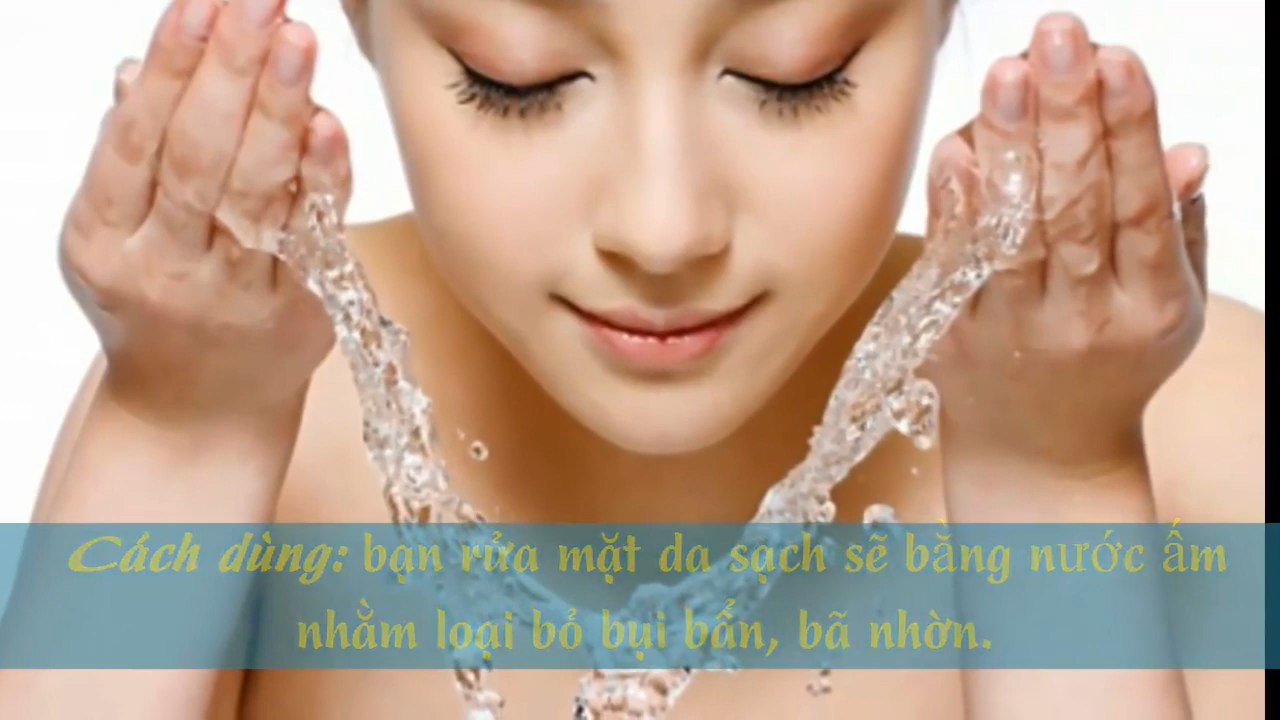 Cách dùng: bạn rửa mặt da sạch sẽ bằng nước ấm
nhằm loại bỏ bụi bẩn, bã nhờn.